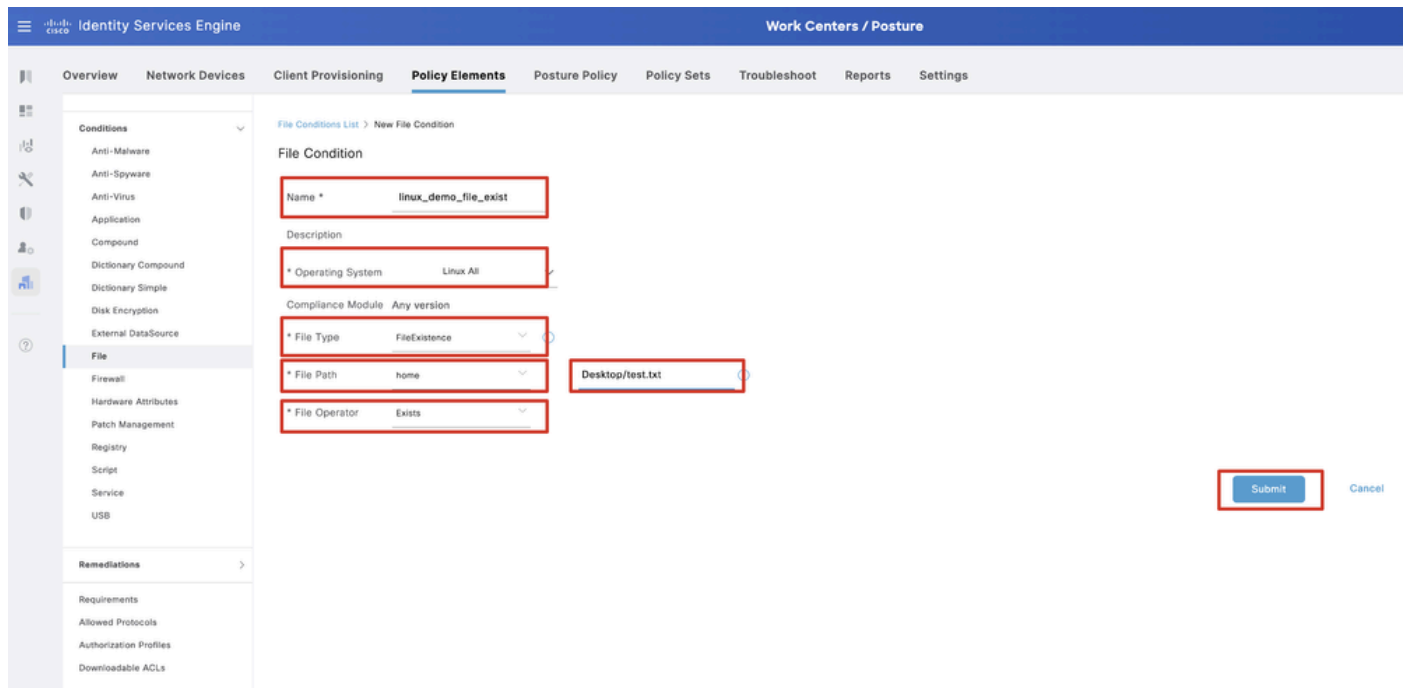 cisco Identity Services Engine
Work Centers / Posture
Overview Network Devices Client Provisioning Policy Elements Posture Policy Policy Sets Troubleshoot Reports Settings
Conditions
Anti-Malware
Anti-Spyware
Anti-Virus
Application
Compound
Dictionary Compound
Dictionary Simple
Disk Encryption
External DataSource
File
Firewall
Hardware Attributes
Patch Management
Registry
Script
Service
USB
Remediations
Requirements
Allowed Protocols
Authorization Profiles
Downloadable ACLs
File Conditions List > New File Condition
File Condition
Name * linux_demo_file_exist
Description
* Operating System Linux All
Compliance Module Any version
* File Type FileExistence
* File Path home Desktop/test.txt
* File Operator Exists
Submit Cancel